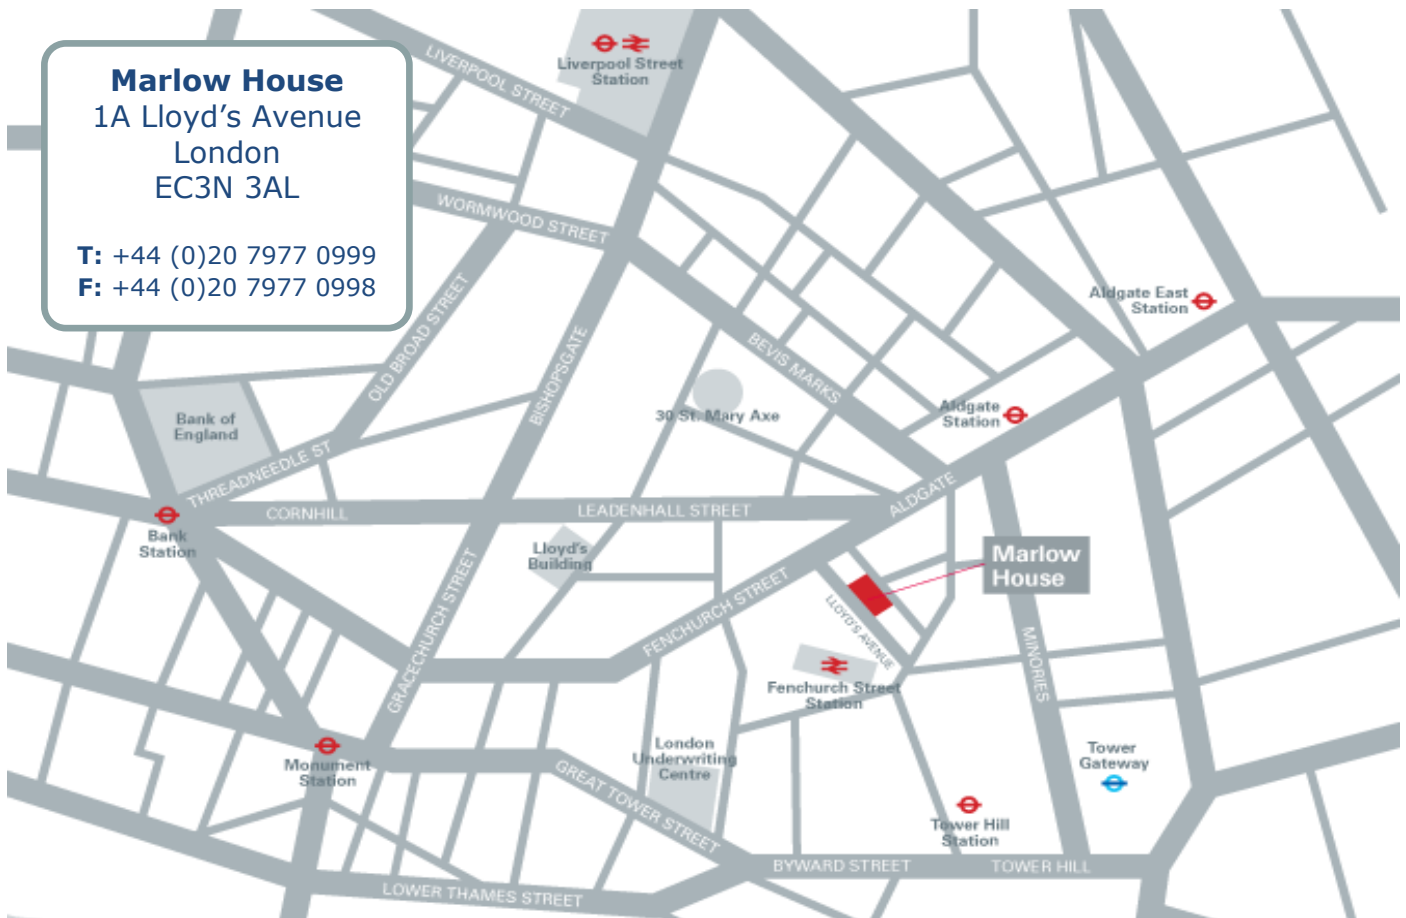 Marlow House
1A Lloyd’s Avenue
London
EC3N 3AL
T: +44 (0)20 7977 0999
F: +44 (0)20 7977 0998
LIVERPOOL STREET
Liverpool Street
Station
WORMWOOD STREET
OLD BROAD STREET
BISHOPSGATE
BEVIS MARKS
Aldgate East
Station
Aldgate
Station
30 St. Mary Axe
Bank of
England
THREADNEEDLE ST
CORNHILL
LEADENHALL STREET
ALDGATE
Bank
Station
Lloyd's
Building
Marlow
House
FENCHURCH STREET
GRACECHURCH STREET
LLOYD'S AVENUE
MINORIES
Fenchurch Street
Station
Monument
Station
London
Underwriting
Centre
Tower
Gateway
GREAT TOWER STREET
Tower Hill
Station
BYWARD STREET
TOWER HILL
LOWER THAMES STREET